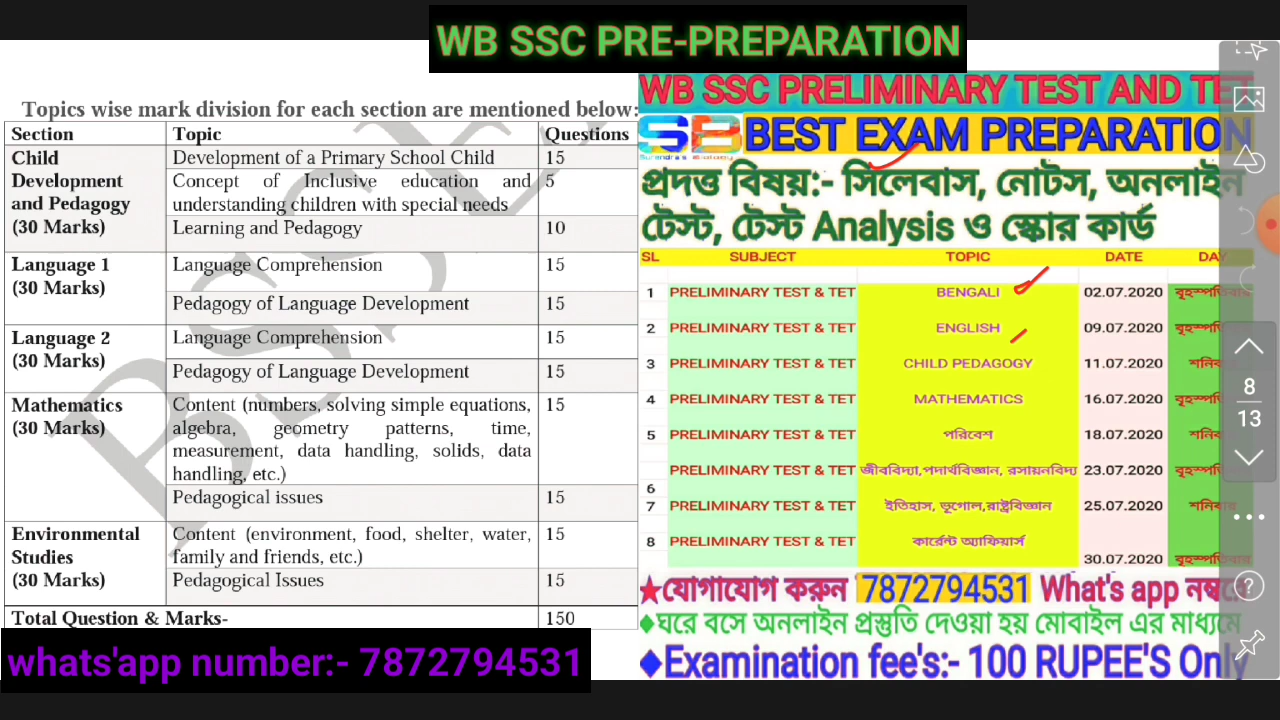 WB SSC PRE-PREPARATION
Topics wise mark division for each section are mentioned below:
Section Topic Questions
Child Development and Pedagogy (30 Marks) Development of a Primary School Child 15
Concept of Inclusive education and understanding children with special needs 5
Learning and Pedagogy 10
Language 1 (30 Marks) Language Comprehension 15
Pedagogy of Language Development 15
Language 2 (30 Marks) Language Comprehension 15
Pedagogy of Language Development 15
Mathematics (30 Marks) Content (numbers, solving simple equations, algebra, geometry patterns, time, measurement, data handling, solids, data handling, etc.) 15
Pedagogical issues 15
Environmental Studies (30 Marks) Content (environment, food, shelter, water, family and friends, etc.) 15
Pedagogical Issues 15
Total Question & Marks- 150
whats'app number:- 7872794531
WB SSC PRELIMINARY TEST AND TET
SB BEST EXAM PREPARATION
প্রদত্ত বিষয়:- সিলেবাস, নোটস, অনলাইন
টেস্ট, টেস্ট Analysis ও স্কোর কার্ড
SL SUBJECT TOPIC DATE DAY
1 PRELIMINARY TEST & TET BENGALI 02.07.2020 বৃহস্পতিবার
2 PRELIMINARY TEST & TET ENGLISH 09.07.2020
3 PRELIMINARY TEST & TET CHILD PEDAGOGY 11.07.2020
4 PRELIMINARY TEST & TET MATHEMATICS 16.07.2020
5 PRELIMINARY TEST & TET পরিবেশ 18.07.2020
6 PRELIMINARY TEST & TET জীববিদ্যা,পদার্থবিজ্ঞান, রসায়নবিদ্য 23.07.2020
7 PRELIMINARY TEST & TET ইতিহাস, ভূগোল,রাষ্ট্রবিজ্ঞান 25.07.2020
8 PRELIMINARY TEST & TET কার্রেন্ট অ্যাফিয়ার্স 30.07.2020 বৃহস্পতিবার
★যোগাযোগ করুন 7872794531 What's app নম্বরে
♦ঘরে বসে অনলাইন প্রস্তুতি দেওয়া হয় মোবাইল এর মাধ্যমে
♦Examination fee's:- 100 RUPEE'S Only
8
13